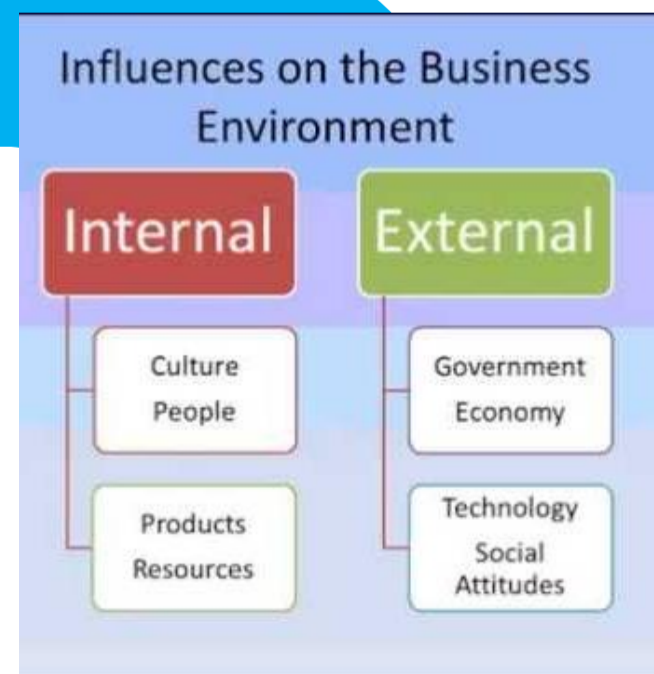 Influences on the Business
Environment
Internal
Culture
People
Products
Resources
External
Government
Economy
Technology
Social
Attitudes